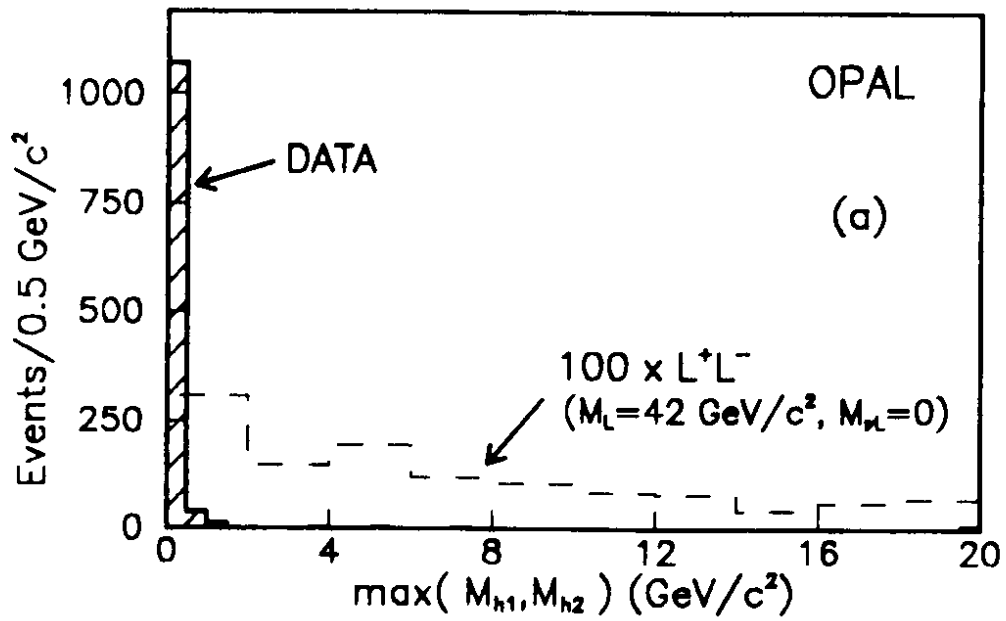 1000
750
500
250
0
Events/0.5 GeV/c²
OPAL
DATA
(a)
100 x L⁺L⁻
(M_L=42 GeV/c², M_νL=0)
0 4 8 12 16 20
max( M_h1,M_h2 ) (GeV/c²)